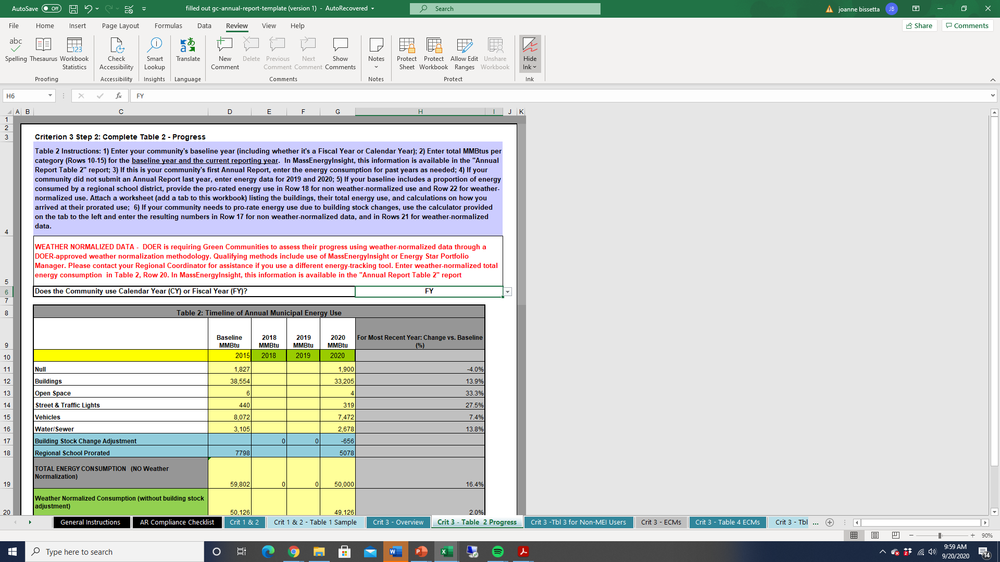 AutoSave Off filled out gc-annual-report-template (version 1) - AutoRecovered Search joanne bissetta JB
File Home Insert Page Layout Formulas Data Review View Help Share Comments
abc
Spelling Thesaurus Workbook Statistics Check Accessibility Smart Lookup Translate New Comment Delete Previous Comment Next Comment Show Comments Notes Protect Sheet Protect Workbook Allow Edit Ranges Unshare Workbook Hide Ink
Proofing Accessibility Insights Language Comments Notes Protect Ink
H6 fx FY
A B C D E F G H I J K
1
2
3 Criterion 3 Step 2: Complete Table 2 - Progress
Table 2 Instructions: 1) Enter your community's baseline year (including whether it's a Fiscal Year or Calendar Year); 2) Enter total MMBtus per
category (Rows 10-15) for the baseline year and the current reporting year. In MassEnergyInsight, this information is available in the "Annual
Report Table 2" report; 3) If this is your community's first Annual Report, enter the energy consumption for past years as needed; 4) If your
community did not submit an Annual Report last year, enter energy data for 2019 and 2020; 5) If your baseline includes a proportion of energy
consumed by a regional school district, provide the pro-rated energy use in Row 18 for non weather-normalized use and Row 22 for weather-
normalized use. Attach a worksheet (add a tab to this workbook) listing the buildings, their total energy use, and calculations on how you
arrived at their prorated use; 6) If your community needs to pro-rate energy use due to building stock changes, use the calculator provided
on the tab to the left and enter the resulting numbers in Row 17 for non weather-normalized data, and in Rows 21 for weather-normalized
data.
4
WEATHER NORMALIZED DATA - DOER is requiring Green Communities to assess their progress using weather-normalized data through a
DOER-approved weather normalization methodology. Qualifying methods include use of MassEnergyInsight or Energy Star Portfolio
Manager. Please contact your Regional Coordinator for assistance if you use a different energy-tracking tool. Enter weather-normalized total
energy consumption in Table 2, Row 20. In MassEnergyInsight, this information is available in the "Annual Report Table 2" report
5
6 Does the Community use Calendar Year (CY) or Fiscal Year (FY)? FY
7
8 Table 2: Timeline of Annual Municipal Energy Use
Baseline 2018 2019 2020 For Most Recent Year: Change vs. Baseline
9 MMBtu MMBtu MMBtu MMBtu (%)
10 2015 2018 2019 2020
11 Null 1,827 1,900 -4.0%
12 Buildings 38,554 33,205 13.9%
13 Open Space 6 4 33.3%
14 Street & Traffic Lights 440 319 27.5%
15 Vehicles 8,072 7,472 7.4%
16 Water/Sewer 3,105 2,678 13.8%
17 Building Stock Change Adjustment 0 0 -656
18 Regional School Prorated 7798 5078
TOTAL ENERGY CONSUMPTION (NO Weather
Normalization)
19 59,802 0 0 50,000 16.4%
Weather Normalized Consumption (without building stock
adjustment)
20 50,126 49,126 2.0%
General Instructions AR Compliance Checklist Crit 1 & 2 Crit 1 & 2 - Table 1 Sample Crit 3 - Overview Crit 3 - Table 2 Progress Crit 3 -Tbl 3 for Non-MEI Users Crit 3 - ECMs Crit 3 - Table 4 ECMs Crit 3 - Tbl ...
90%
Type here to search 9:59 AM
9/20/2020 14